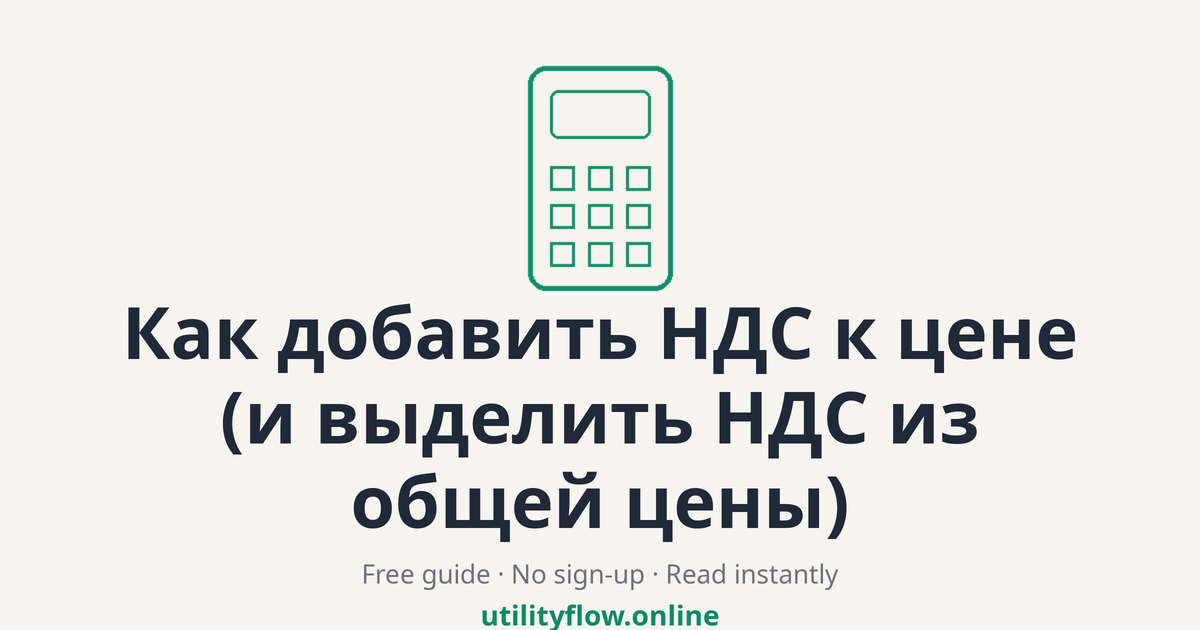 Как добавить НДС к цене
(и выделить НДС из
общей цены)
Free guide · No sign-up · Read instantly
utilityflow.online